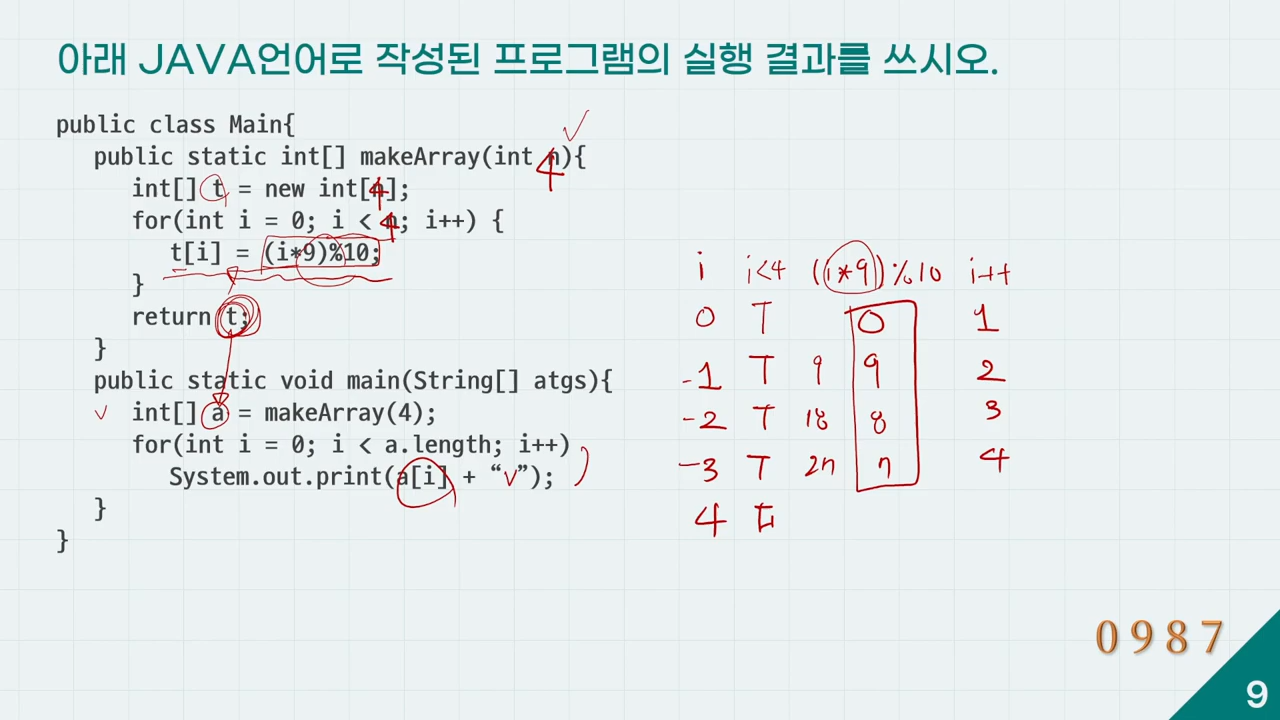 아래 JAVA언어로 작성된 프로그램의 실행 결과를 쓰시오.
public class Main{
public static int[] makeArray(int n){
4
int[] t = new int[n];
4
for(int i = 0; i < n; i++) {
4
t[i] = (i*9)%10;
}
return t;
}
public static void main(String[] atgs){
int[] a = makeArray(4);
for(int i = 0; i < a.length; i++)
System.out.print(a[i] + “v”);
}
}
i i<4 (i*9)%10 i++
0 T 0 1
-1 T 9 9 2
-2 T 18 8 3
-3 T 27 7 4
4
0 9 8 7
9